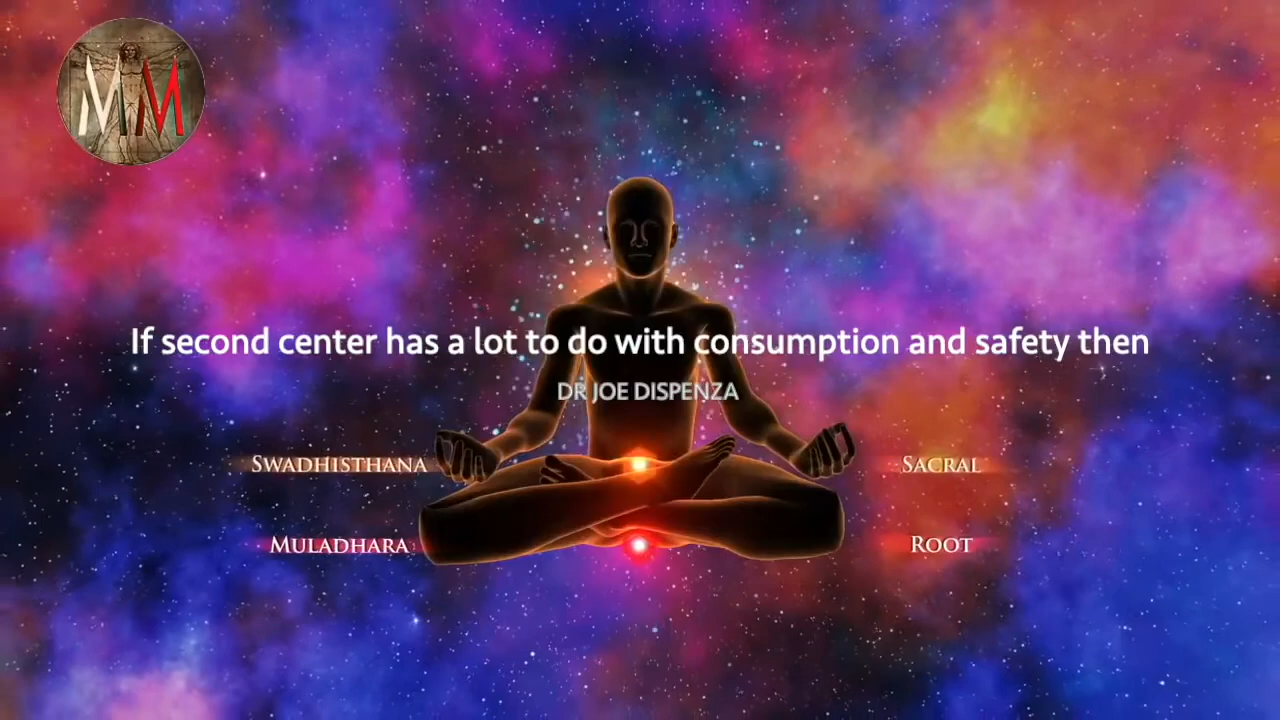 MM
If second center has a lot to do with consumption and safety then
DR JOE DISPENZA
SWADHISTHANA
SACRAL
MULADHARA
ROOT